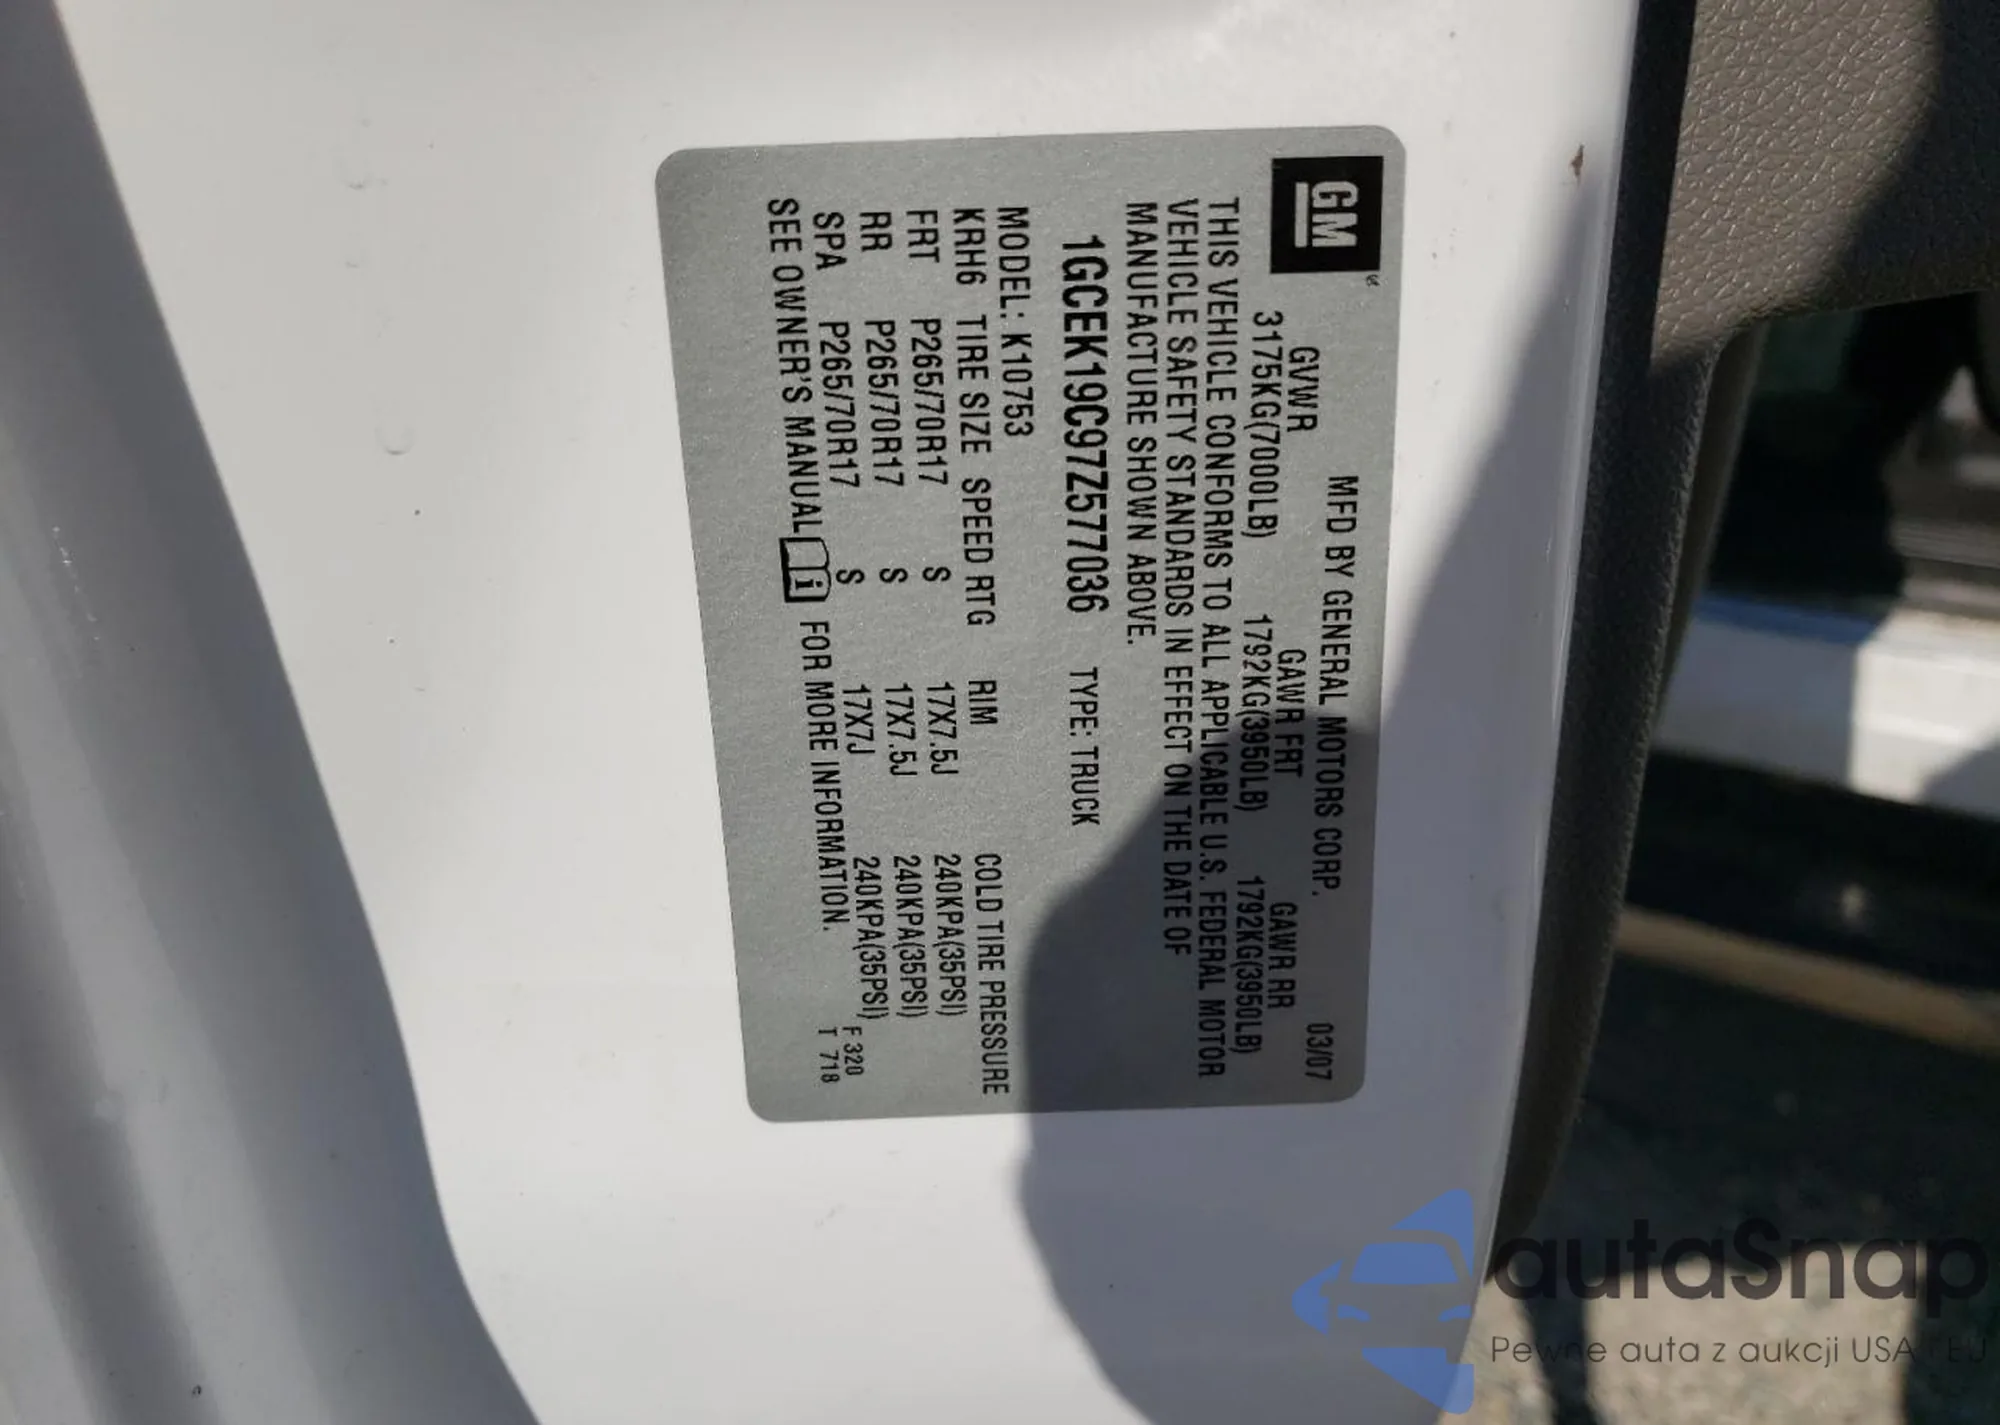 GM
MFD BY GENERAL MOTORS CORP. 03/07
GVWR GAWR FRT GAWR RR
3175KG(7000LB) 1792KG(3950LB) 1792KG(3950LB)
THIS VEHICLE CONFORMS TO ALL APPLICABLE U.S. FEDERAL MOTOR
VEHICLE SAFETY STANDARDS IN EFFECT ON THE DATE OF
MANUFACTURE SHOWN ABOVE.
1GCEK19C97Z577036 TYPE: TRUCK
MODEL: K10753
KRH6 TIRE SIZE SPEED RTG RIM COLD TIRE PRESSURE
FRT P265/70R17 S 17X7.5J 240KPA(35PSI)
RR P265/70R17 S 17X7.5J 240KPA(35PSI)
SPA P265/70R17 S 17X7J 240KPA(35PSI)
SEE OWNER'S MANUAL i FOR MORE INFORMATION.
F 320
T 718
autaSnap
Pewne auta z aukcji USA i EU